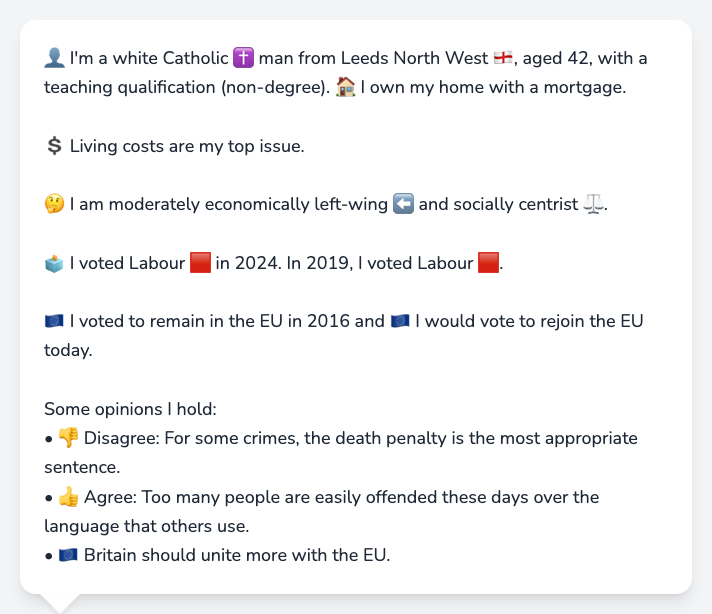 👤 I'm a white Catholic ✝️ man from Leeds North West 🏴󠁧󠁢󠁥󠁮󠁧󠁿, aged 42, with a
teaching qualification (non-degree). 🏠 I own my home with a mortgage.
💲 Living costs are my top issue.
🤔 I am moderately economically left-wing ⬅️ and socially centrist ⚖️.
🗳️ I voted Labour 🟥 in 2024. In 2019, I voted Labour 🟥.
🇪🇺 I voted to remain in the EU in 2016 and 🇪🇺 I would vote to rejoin the EU
today.
Some opinions I hold:
• 👎 Disagree: For some crimes, the death penalty is the most appropriate
sentence.
• 👍 Agree: Too many people are easily offended these days over the
language that others use.
• 🇪🇺 Britain should unite more with the EU.